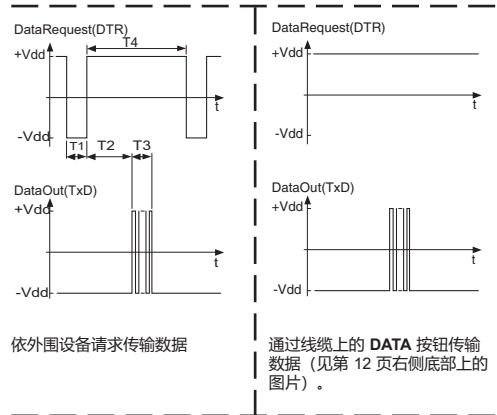 DataRequest(DTR)
T4
+Vdd
t
-Vdd
T1 T2 T3
DataOut(TxD)
+Vdd
t
-Vdd
依外围设备请求传输数据
DataRequest(DTR)
+Vdd
t
-Vdd
DataOut(TxD)
+Vdd
t
-Vdd
通过线缆上的 DATA 按钮传输
数据（见第 12 页右侧底部上的
图片）。